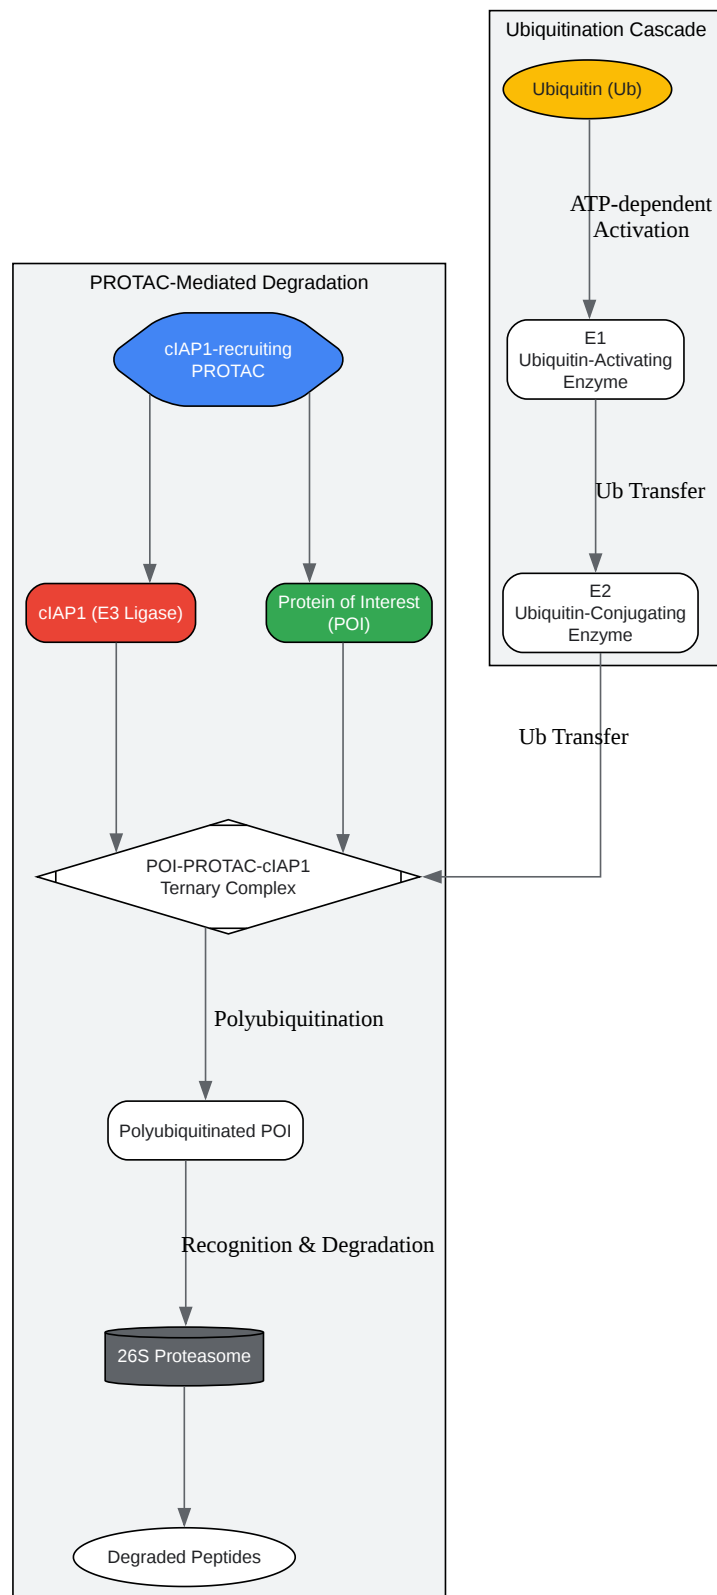 Ubiquitination Cascade
Ubiquitin (Ub)
ATP-dependent
Activation
E1
Ubiquitin-Activating
Enzyme
Ub Transfer
E2
Ubiquitin-Conjugating
Enzyme
Ub Transfer
PROTAC-Mediated Degradation
cIAP1-recruiting
PROTAC
cIAP1 (E3 Ligase)
Protein of Interest
(POI)
POI-PROTAC-cIAP1
Ternary Complex
Polyubiquitination
Polyubiquitinated POI
Recognition & Degradation
26S Proteasome
Degraded Peptides